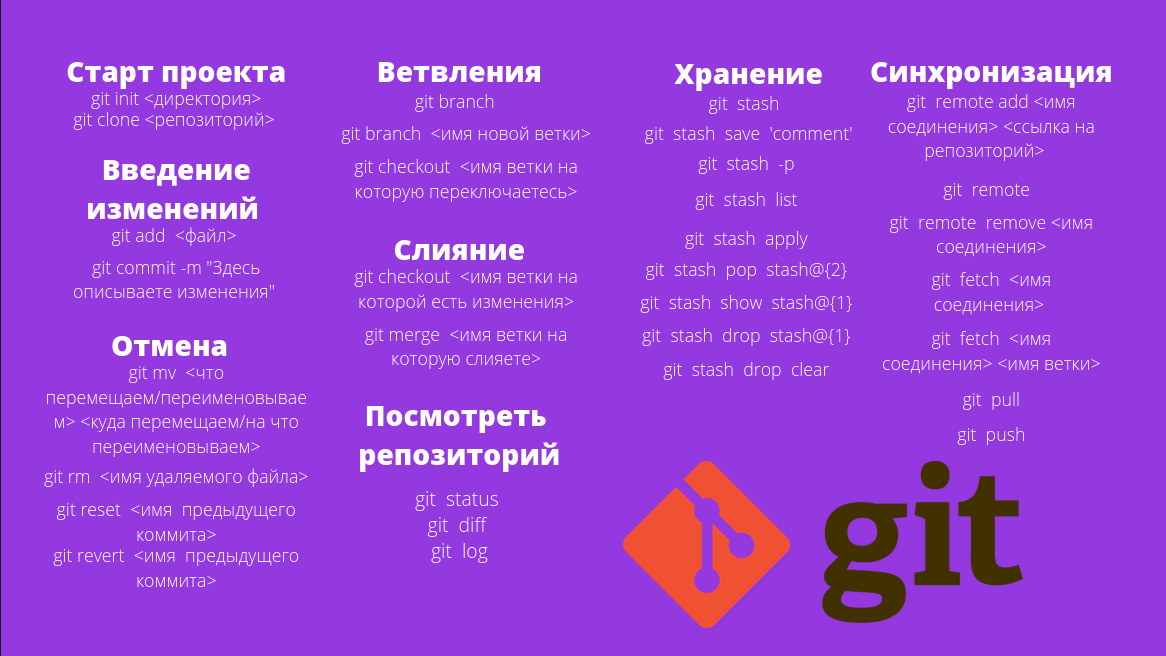 Старт проекта
git init <директория>
git clone <репозиторий>
Введение
изменений
git add <файл>
git commit -m "Здесь
описываете изменения"
Отмена
git mv <что
перемещаем/переименовывае
м> <куда перемещаем/на что
переименовываем>
git rm <имя удаляемого файла>
git reset <имя предыдущего
коммита>
git revert <имя предыдущего
коммита>
Ветвления
git branch
git branch <имя новой ветки>
git checkout <имя ветки на
которую переключаетесь>
Слияние
git checkout <имя ветки на
которой есть изменения>
git merge <имя ветки на
которую слияете>
Посмотреть
репозиторий
git status
git diff
git log
Хранение
git stash
git stash save 'comment'
git stash -p
git stash list
git stash apply
git stash pop stash@{2}
git stash show stash@{1}
git stash drop stash@{1}
git stash drop clear
Синхронизация
git remote add <имя
соединения> <ссылка на
репозиторий>
git remote
git remote remove <имя
соединения>
git fetch <имя
соединения>
git fetch <имя
соединения> <имя ветки>
git pull
git push
git